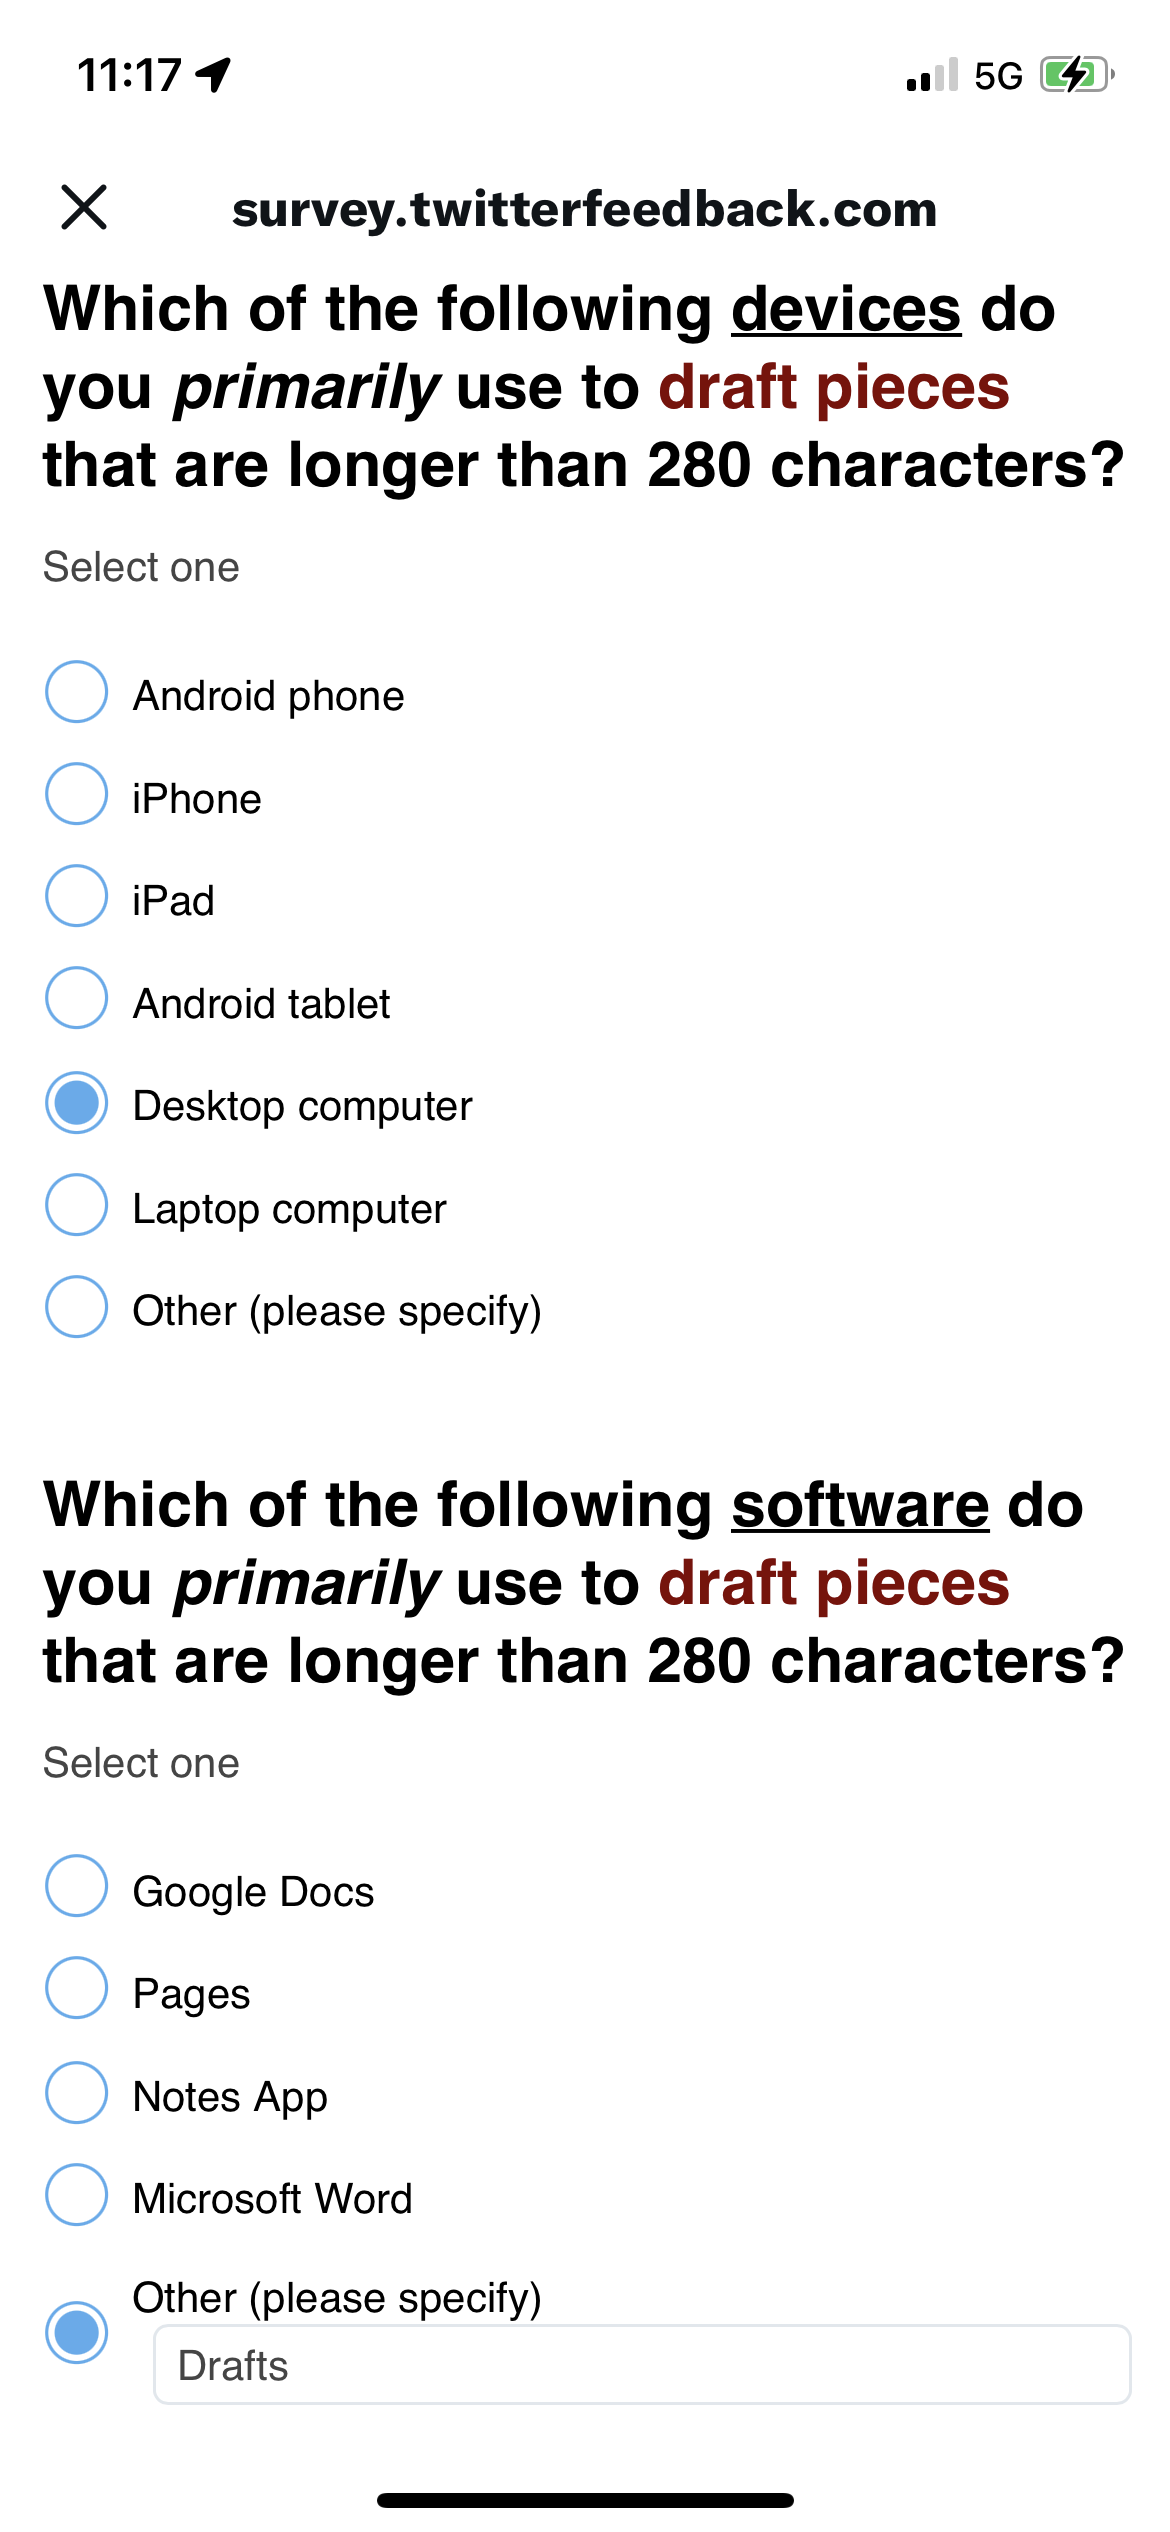 11:17
5G
survey.twitterfeedback.com
Which of the following devices do
you primarily use to draft pieces
that are longer than 280 characters?
Select one
Android phone
iPhone
iPad
Android tablet
Desktop computer
Laptop computer
Other (please specify)
Which of the following software do
you primarily use to draft pieces
that are longer than 280 characters?
Select one
Google Docs
Pages
Notes App
Microsoft Word
Other (please specify)
Drafts